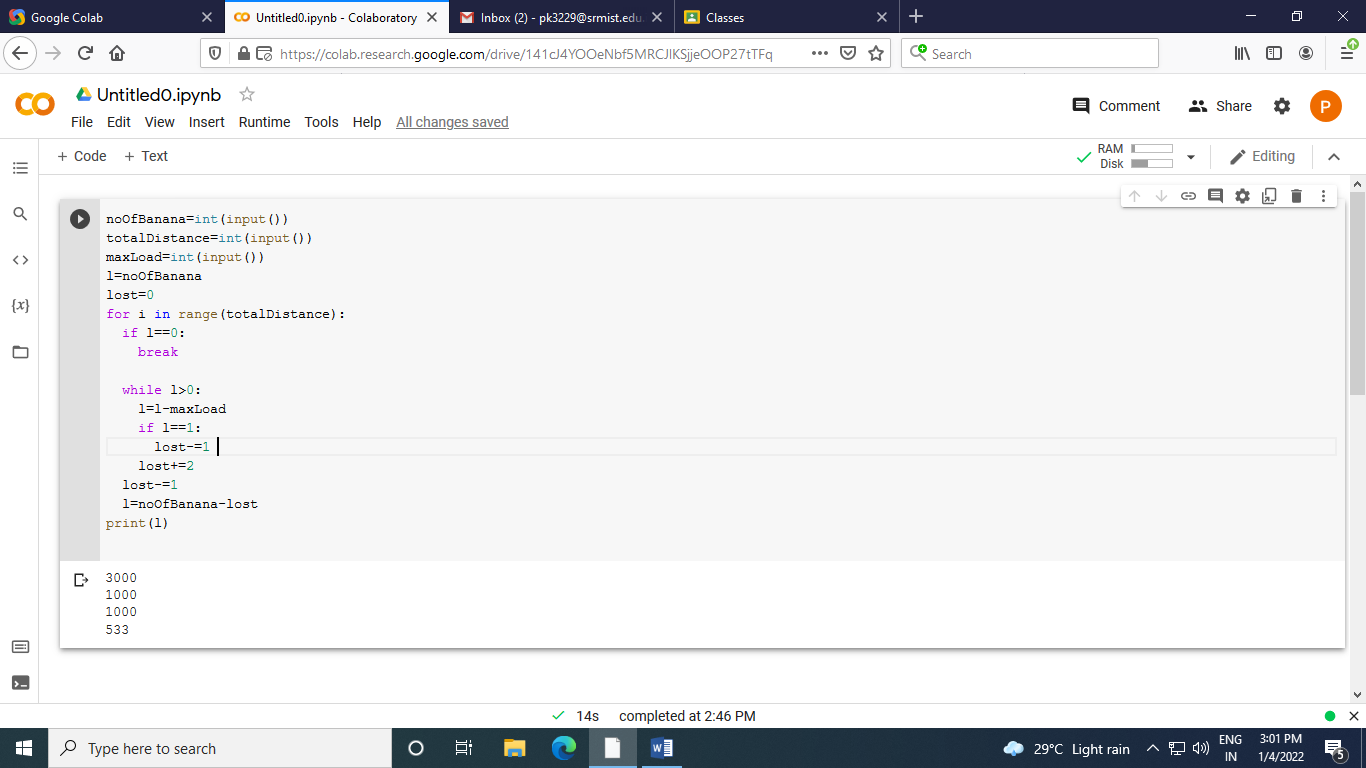 Google Colab
Untitled0.ipynb - Colaboratory
Inbox (2) - pk3229@srmist.edu.
Classes
https://colab.research.google.com/drive/141cJ4YOOeNbf5MRCJIKSjjeOOP27tTFq
Search
Untitled0.ipynb
Comment
Share
P
File Edit View Insert Runtime Tools Help All changes saved
+ Code + Text
RAM
Disk
Editing
noOfBanana=int(input())
totalDistance=int(input())
maxLoad=int(input())
l=noOfBanana
lost=0
for i in range(totalDistance):
  if l==0:
    break
  while l>0:
    l=l-maxLoad
    if l==1:
      lost-=1
    lost+=2
  lost-=1
  l=noOfBanana-lost
print(l)
{x}
3000
1000
1000
533
14s completed at 2:46 PM
Type here to search
29°C Light rain
ENG
IN
3:01 PM
1/4/2022
5